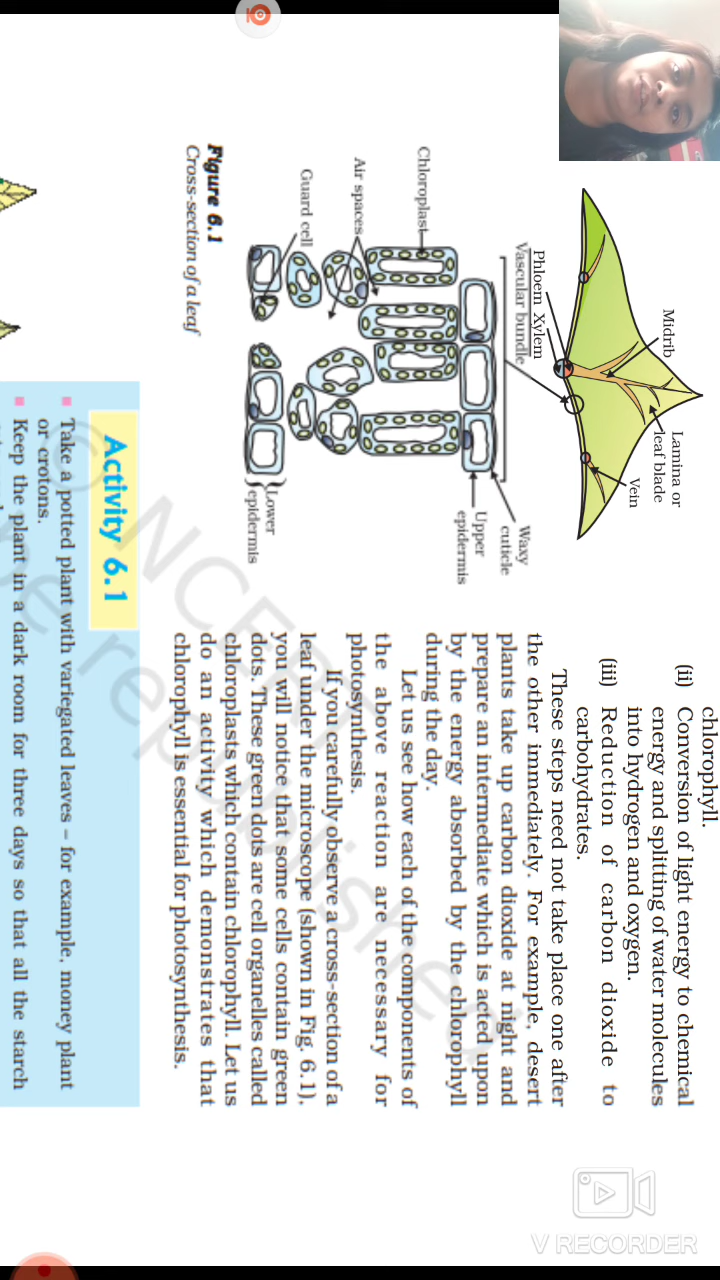 Midrib
Lamina or
leaf blade
Vein
Phloem Xylem
Vascular bundle
Waxy
cuticle
Upper
epidermis
Chloroplast
Air spaces
Guard cell
Lower
epidermis
Figure 6.1
Cross-section of a leaf
chlorophyll.
(ii) Conversion of light energy to chemical
energy and splitting of water molecules
into hydrogen and oxygen.
(iii) Reduction of carbon dioxide to
carbohydrates.
These steps need not take place one after
the other immediately. For example, desert
plants take up carbon dioxide at night and
prepare an intermediate which is acted upon
by the energy absorbed by the chlorophyll
during the day.
Let us see how each of the components of
the above reaction are necessary for
photosynthesis.
If you carefully observe a cross-section of a
leaf under the microscope (shown in Fig. 6.1),
you will notice that some cells contain green
dots. These green dots are cell organelles called
chloroplasts which contain chlorophyll. Let us
do an activity which demonstrates that
chlorophyll is essential for photosynthesis.
Activity 6.1
Take a potted plant with variegated leaves – for example, money plant
or crotons.
Keep the plant in a dark room for three days so that all the starch
© NCERT
be republished
V RECORDER